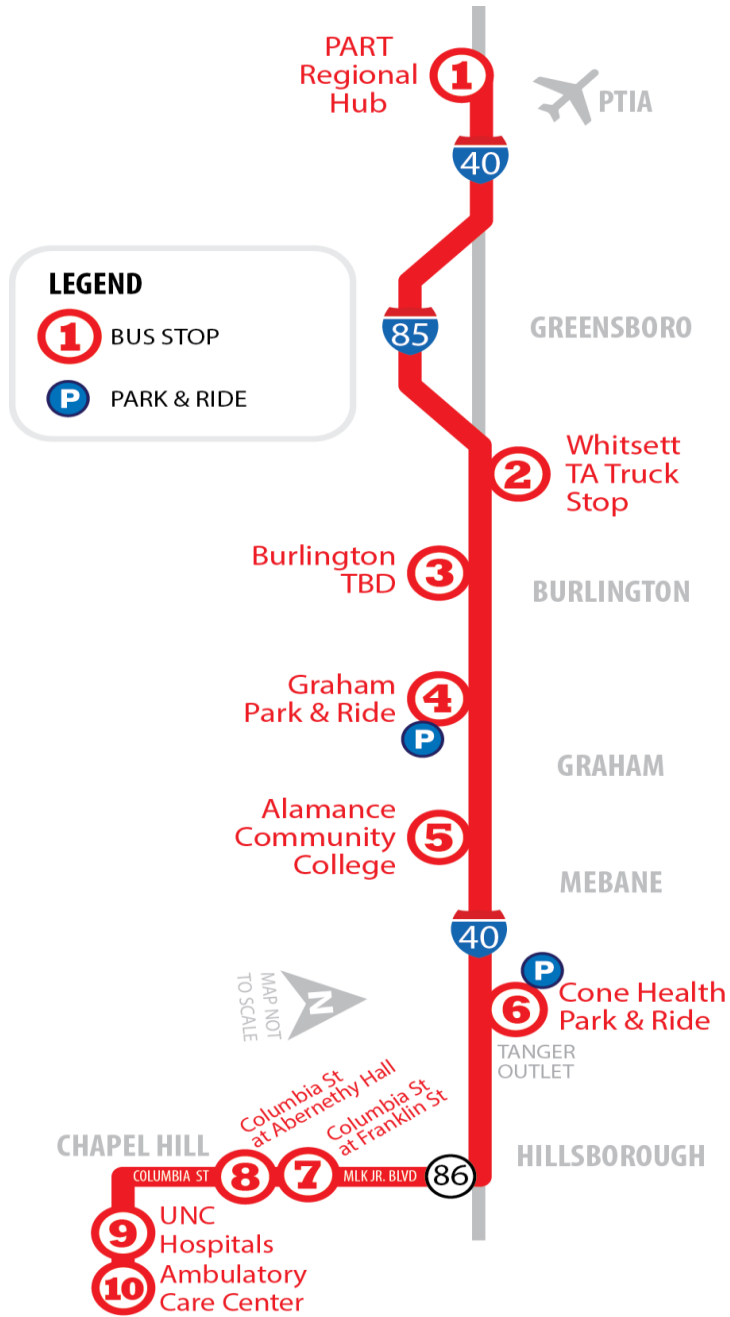 PART
Regional
Hub
1
PTIA
40
LEGEND
1 BUS STOP
P PARK & RIDE
85
GREENSBORO
2
Whitsett
TA Truck
Stop
Burlington
TBD
3
BURLINGTON
Graham
Park & Ride
4
P
GRAHAM
Alamance
Community
College
5
MEBANE
40
P
6
Cone Health
Park & Ride
TANGER
OUTLET
MAP NOT
TO SCALE
N
Columbia St
at Abernethy Hall
Columbia St
at Franklin St
CHAPEL HILL
HILLSBOROUGH
COLUMBIA ST
8
7
MLK JR. BLVD
86
9
UNC
Hospitals
10
Ambulatory
Care Center